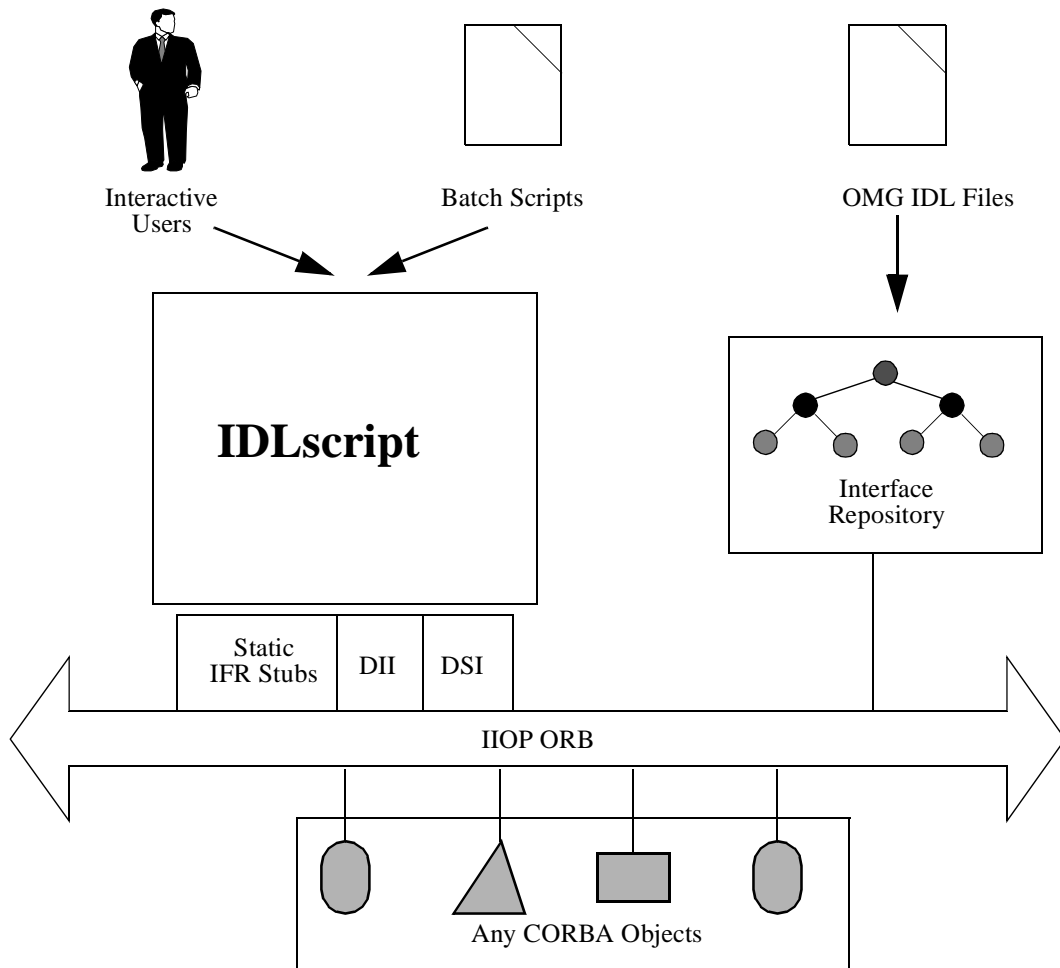 Interactive
Users
Batch Scripts
OMG IDL Files
IDLscript
Interface
Repository
Static
IFR Stubs
DII
DSI
IIOP ORB
Any CORBA Objects